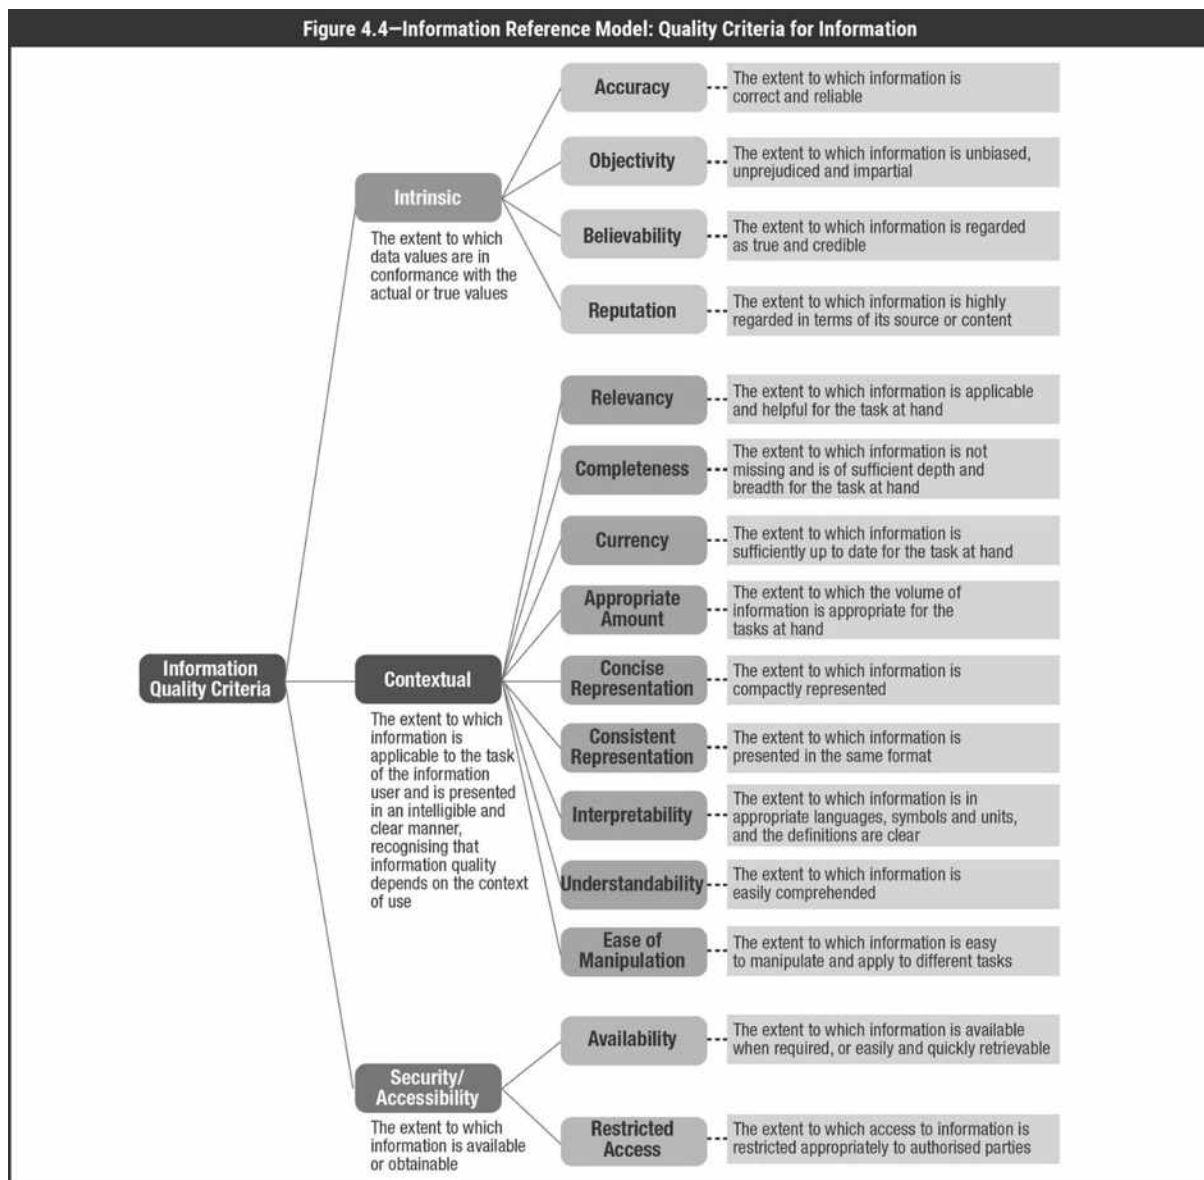 Figure 4.4—Information Reference Model: Quality Criteria for Information
Information
Quality Criteria
Intrinsic
The extent to which
data values are in
conformance with the
actual or true values
Accuracy
The extent to which information is
correct and reliable
Objectivity
The extent to which information is unbiased,
unprejudiced and impartial
Believability
The extent to which information is regarded
as true and credible
Reputation
The extent to which information is highly
regarded in terms of its source or content
Contextual
The extent to which
information is
applicable to the task
of the information
user and is presented
in an intelligible and
clear manner,
recognising that
information quality
depends on the context
of use
Relevancy
The extent to which information is applicable
and helpful for the task at hand
Completeness
The extent to which information is not
missing and is of sufficient depth and
breadth for the task at hand
Currency
The extent to which information is
sufficiently up to date for the task at hand
Appropriate
Amount
The extent to which the volume of
information is appropriate for the
tasks at hand
Concise
Representation
The extent to which information is
compactly represented
Consistent
Representation
The extent to which information is
presented in the same format
Interpretability
The extent to which information is in
appropriate languages, symbols and units,
and the definitions are clear
Understandability
The extent to which information is
easily comprehended
Ease of
Manipulation
The extent to which information is easy
to manipulate and apply to different tasks
Security/
Accessibility
The extent to which
information is available
or obtainable
Availability
The extent to which information is available
when required, or easily and quickly retrievable
Restricted
Access
The extent to which access to information is
restricted appropriately to authorised parties